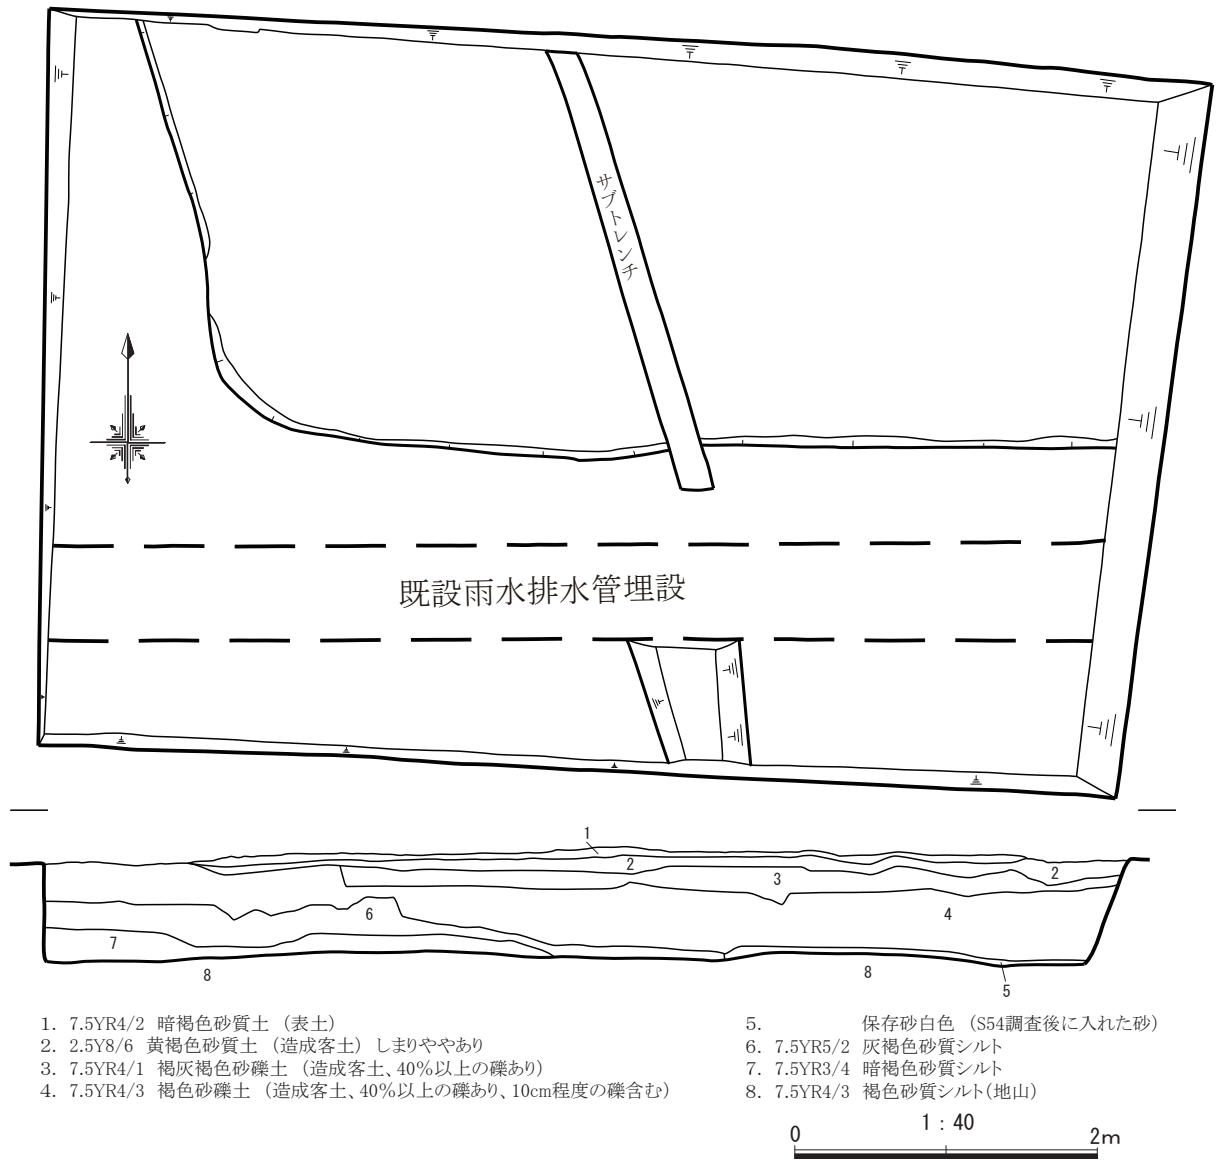 サブトレンチ
既設雨水排水管埋設
1
2
3
2
4
6
7
8
8
5
1. 7.5YR4/2 暗褐色砂質土 (表土)
2. 2.5Y8/6 黄褐色砂質土 (造成客土) しまりややあり
3. 7.5YR4/1 褐灰褐色砂礫土 (造成客土、40%以上の礫あり)
4. 7.5YR4/3 褐色砂礫土 (造成客土、40%以上の礫あり、10cm程度の礫含む)
5. 保存砂白色 (S54調査後に入れた砂)
6. 7.5YR5/2 灰褐色砂質シルト
7. 7.5YR3/4 暗褐色砂質シルト
8. 7.5YR4/3 褐色砂質シルト(地山)
1:40
0 2m